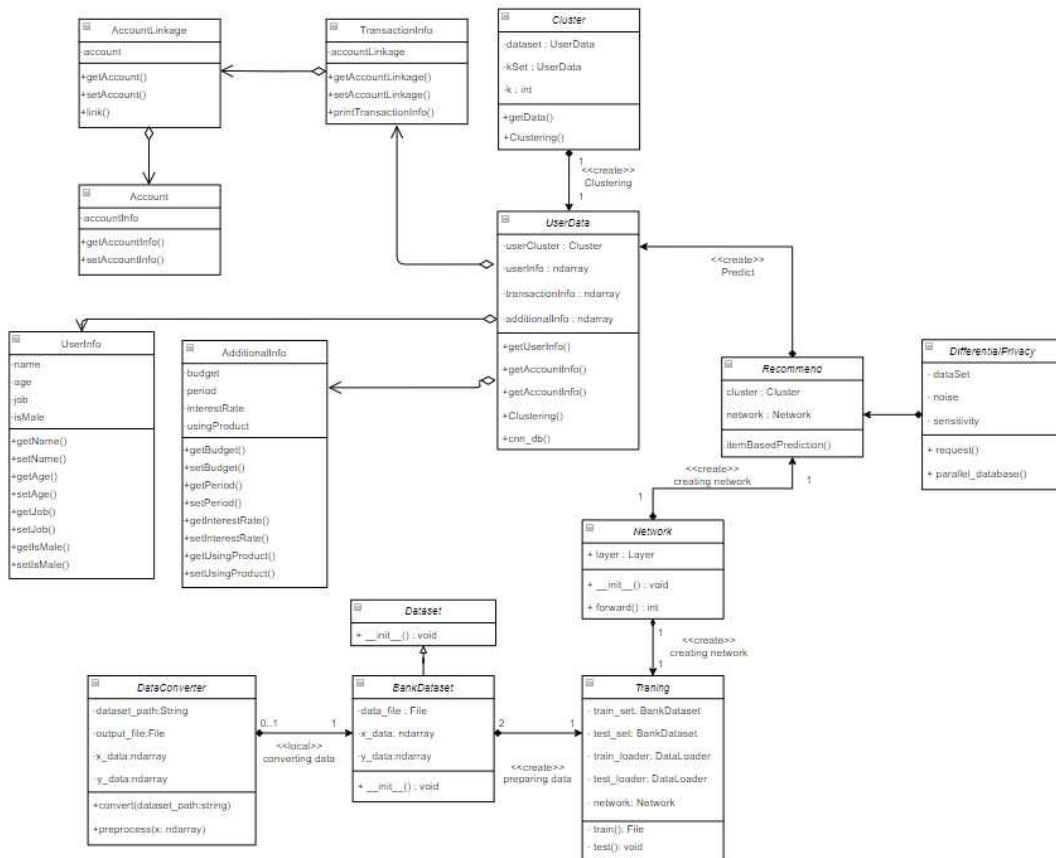 AccountLinkage
-account
+getAccount()
+setAccount()
+link()
TransactionInfo
-accountLinkage
+getAccountLinkage()
+setAccountLinkage()
+printTransactionInfo()
Cluster
-dataset : UserData
-kSet : UserData
-k : int
+getData()
+Clustering()
1
<<create>>
Clustering
1
Account
-accountInfo
+getAccountInfo()
+setAccountInfo()
UserData
-userCluster : Cluster
-userInfo : ndarray
-transactionInfo : ndarray
-additionalInfo : ndarray
+getUserInfo()
+getAccountInfo()
+getAccountInfo()
+Clustering()
+cnn_db()
<<create>>
Predict
UserInfo
-name
-age
-job
-isMale
+getName()
+setName()
+getAge()
+setAge()
+getJob()
+setJob()
+getIsMale()
+setIsMale()
AdditionalInfo
-budget
-period
-interestRate
-usingProduct
+getBudget()
+setBudget()
+getPeriod()
+setPeriod()
+getInterestRate()
+setInterestRate()
+getUsingProduct()
+setUsingProduct()
Recommend
cluster : Cluster
network : Network
itemBasedPrediction()
DifferentialPrivacy
- dataSet
- noise
- sensitivity
+ request()
+ parallel_database()
<<create>>
creating network
1
1
Network
+ layer : Layer
+ __init__() : void
+ forward() : int
1
<<create>>
creating network
1
Dataset
+ __init__() : void
DataConverter
-dataset_path:String
-output_file:File
-x_data:ndarray
-y_data:ndarray
+convert(dataset_path:string)
+preprocess(x: ndarray)
0..1
1
<<local>>
converting data
BankDataset
-data_file : File
-x_data: ndarray
-y_data:ndarray
+ __init__() : void
2
1
<<create>>
preparing data
Traning
- train_set: BankDataset
- test_set: BankDataset
- train_loader: DataLoader
- test_loader: DataLoader
- network: Network
- train(): File
- test(): void